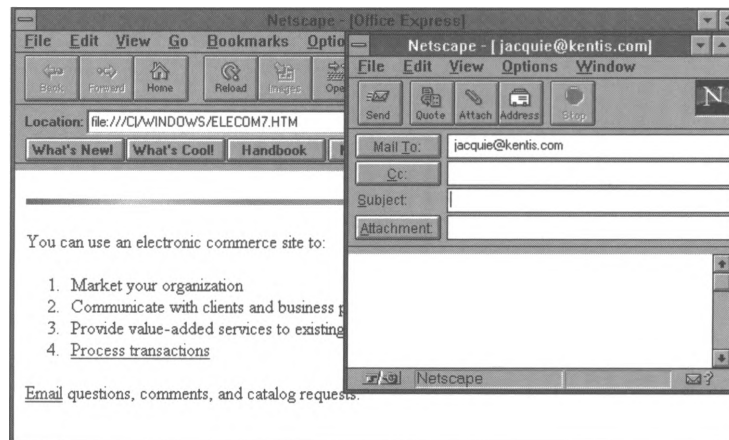 Netscape - [Office Express]
File Edit View Go Bookmarks Optio
Back Forward Home Reload Images Ope
Location: file:///C|/WINDOWS/ELECOM7.HTM
What's New! What's Cool! Handbook N
You can use an electronic commerce site to:
1. Market your organization
2. Communicate with clients and business p
3. Provide value-added services to existing
4. Process transactions
Email questions, comments, and catalog requests.
Netscape - [ jacquie@kentis.com]
File Edit View Options Window
Send Quote Attach Address Stop
N
Mail To: jacquie@kentis.com
Cc:
Subject:
Attachment:
Netscape
?